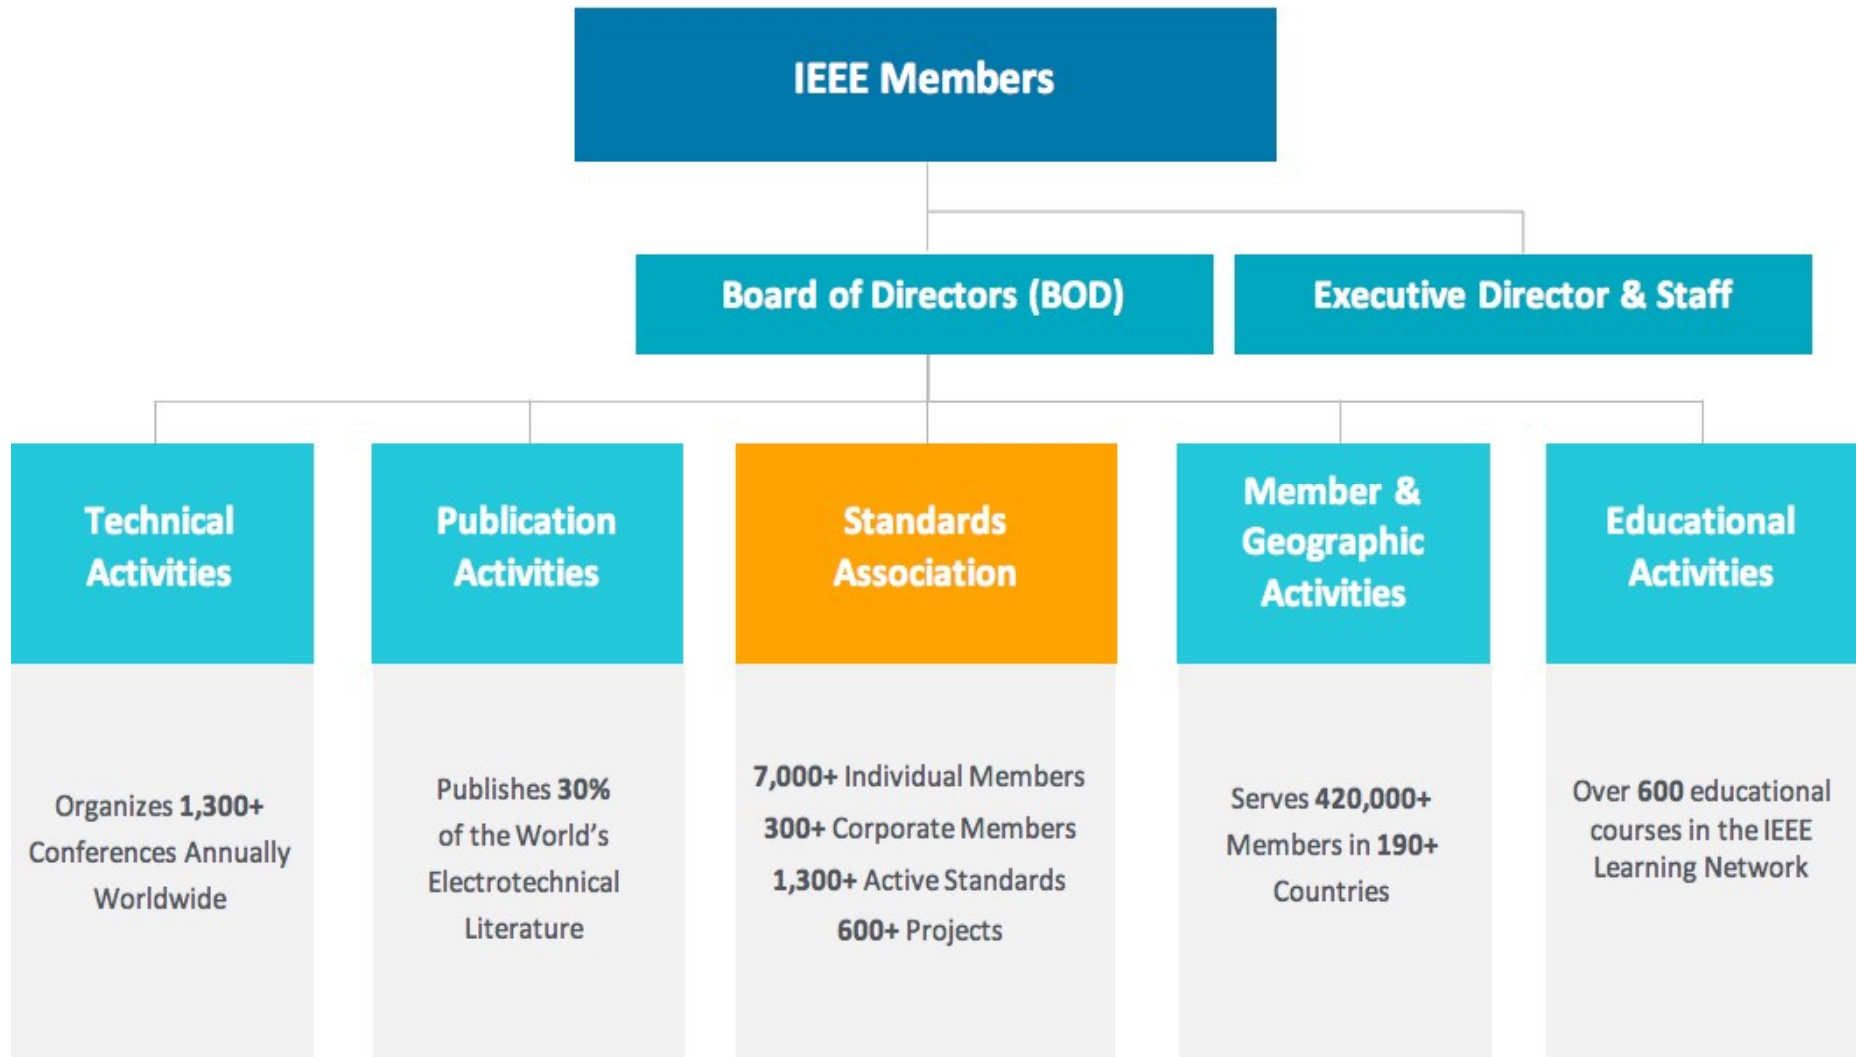 IEEE Members
Board of Directors (BOD)
Executive Director & Staff
Technical
Activities
Organizes 1,300+
Conferences Annually
Worldwide
Publication
Activities
Publishes 30%
of the World's
Electrotechnical
Literature
Standards
Association
7,000+ Individual Members
300+ Corporate Members
1,300+ Active Standards
600+ Projects
Member &
Geographic
Activities
Serves 420,000+
Members in 190+
Countries
Educational
Activities
Over 600 educational
courses in the IEEE
Learning Network